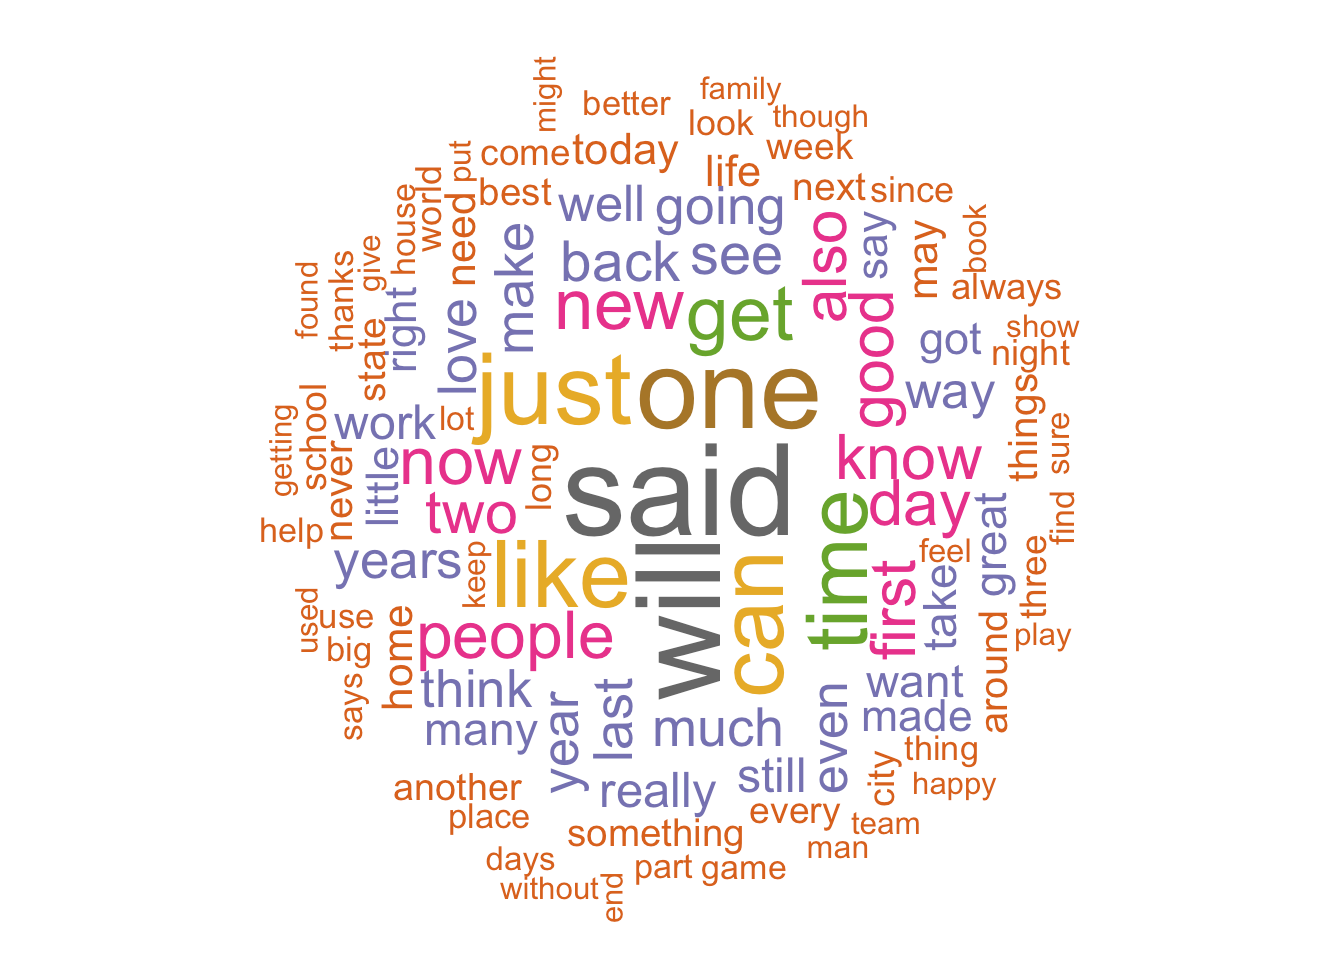 might
better
family
look
though
put
come
today
life
week
world
best
next
since
house
need
well
going
also
say
may
book
give
make
back
see
thanks
found
right
love
new
get
good
always
state
just
one
got
show
night
way
school
work
lot
getting
never
now
long
said
know
things
sure
little
two
time
day
great
find
help
years
keep
like
will
can
first
feel
take
three
used
use
big
home
people
play
says
think
many
year
last
much
even
want
made
around
another
really
still
city
thing
happy
place
something
every
team
days
part
game
man
without
end